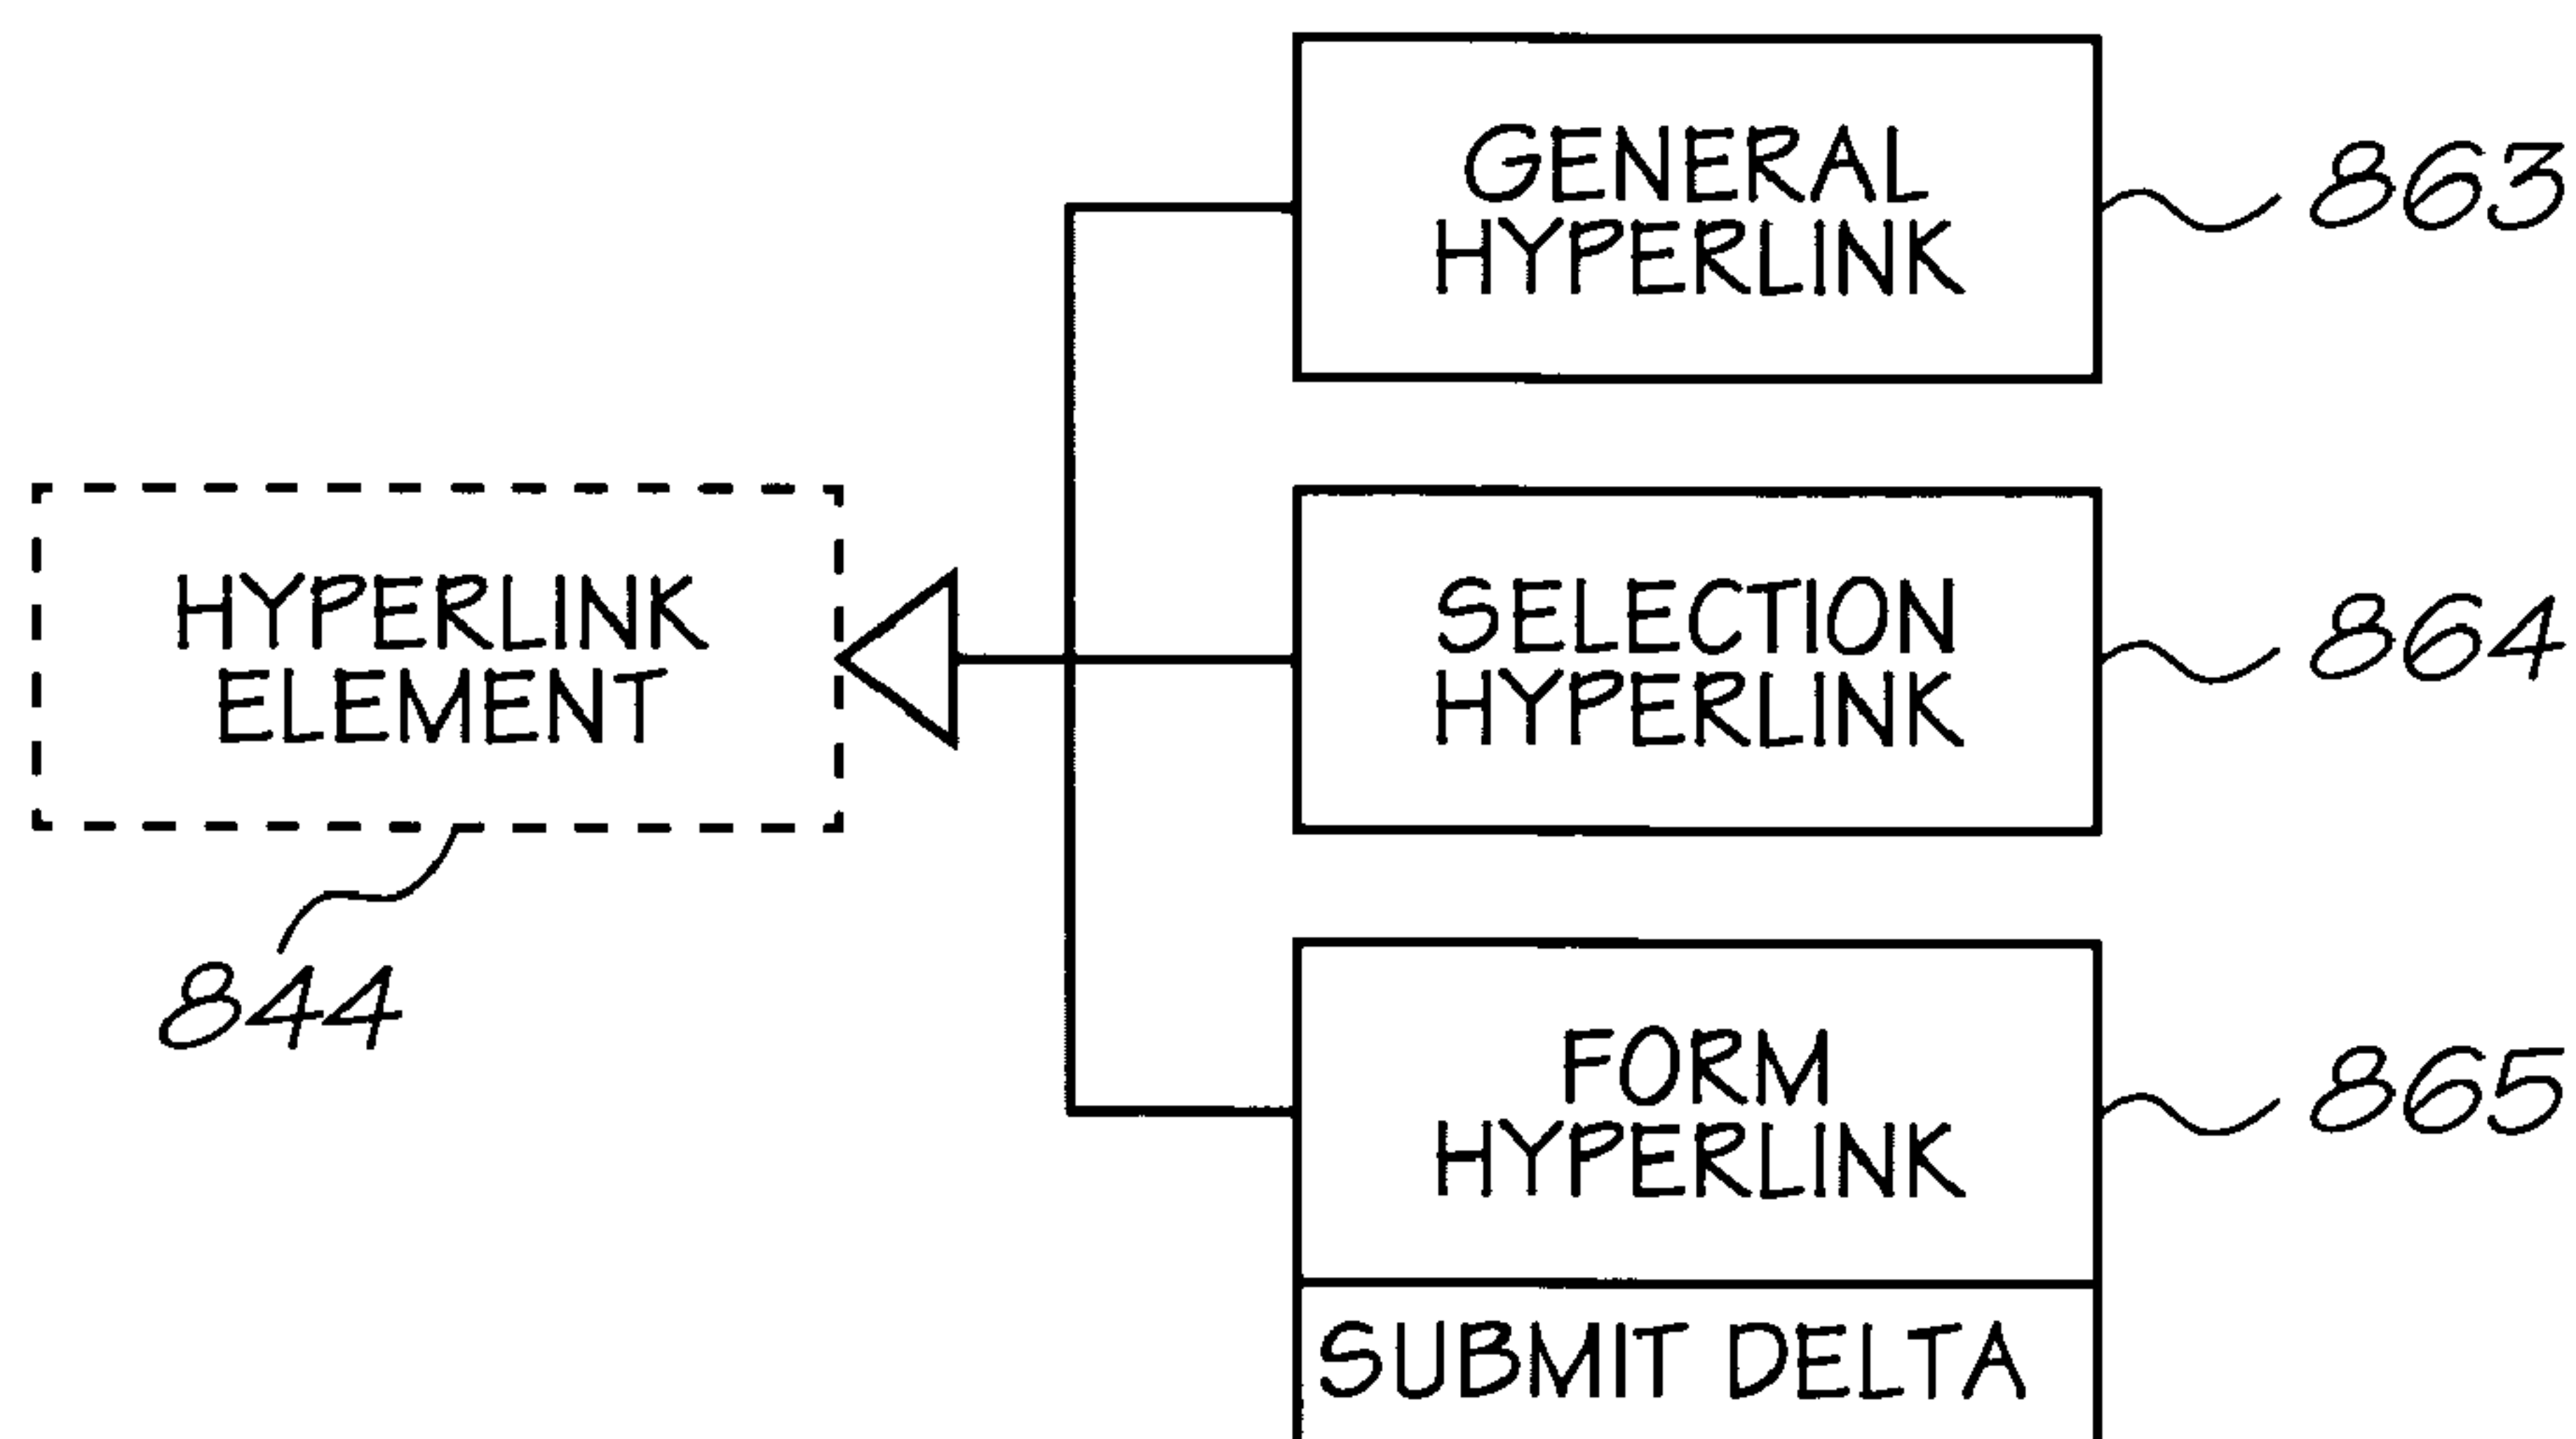 GENERAL
HYPERLINK
863
HYPERLINK
ELEMENT
844
SELECTION
HYPERLINK
864
FORM
HYPERLINK
865
SUBMIT DELTA